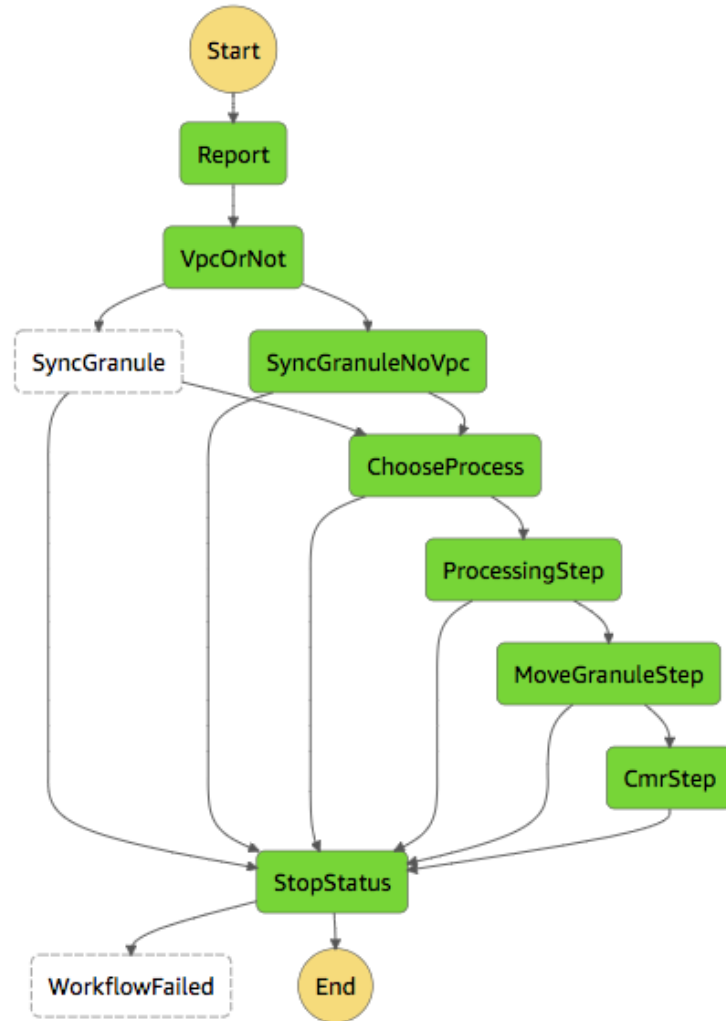 Start
Report
VpcOrNot
SyncGranule
SyncGranuleNoVpc
ChooseProcess
ProcessingStep
MoveGranuleStep
CmrStep
StopStatus
WorkflowFailed
End